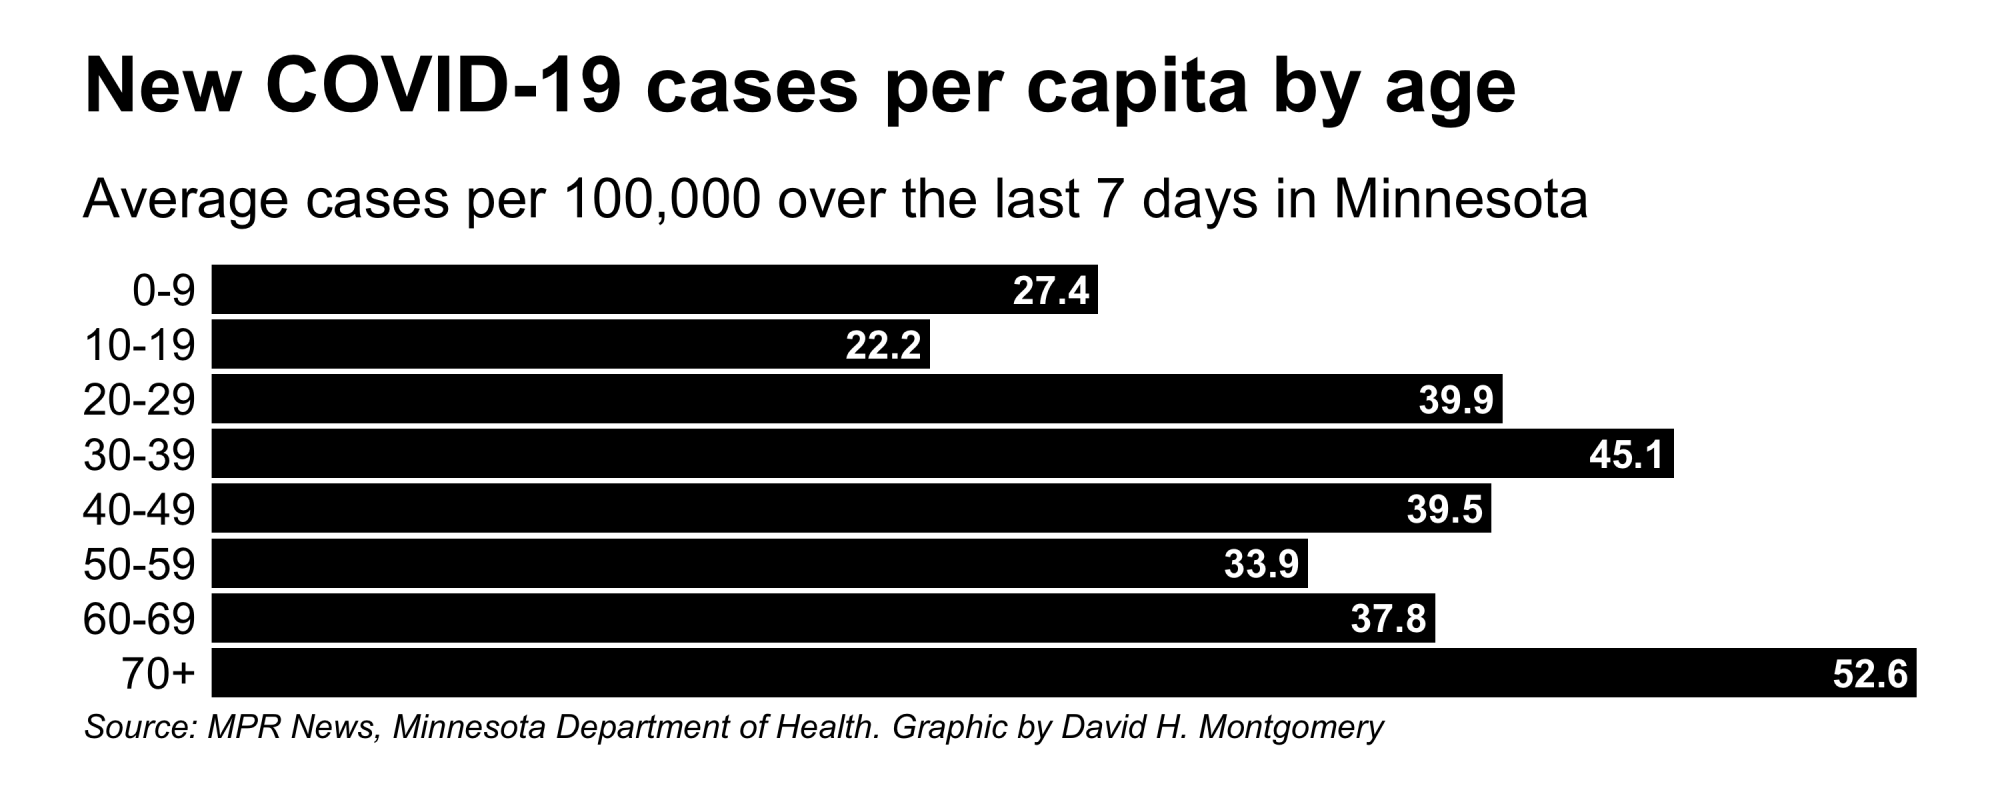 New COVID-19 cases per capita by age
Average cases per 100,000 over the last 7 days in Minnesota
0-9 27.4
10-19 22.2
20-29 39.9
30-39 45.1
40-49 39.5
50-59 33.9
60-69 37.8
70+ 52.6
Source: MPR News, Minnesota Department of Health. Graphic by David H. Montgomery